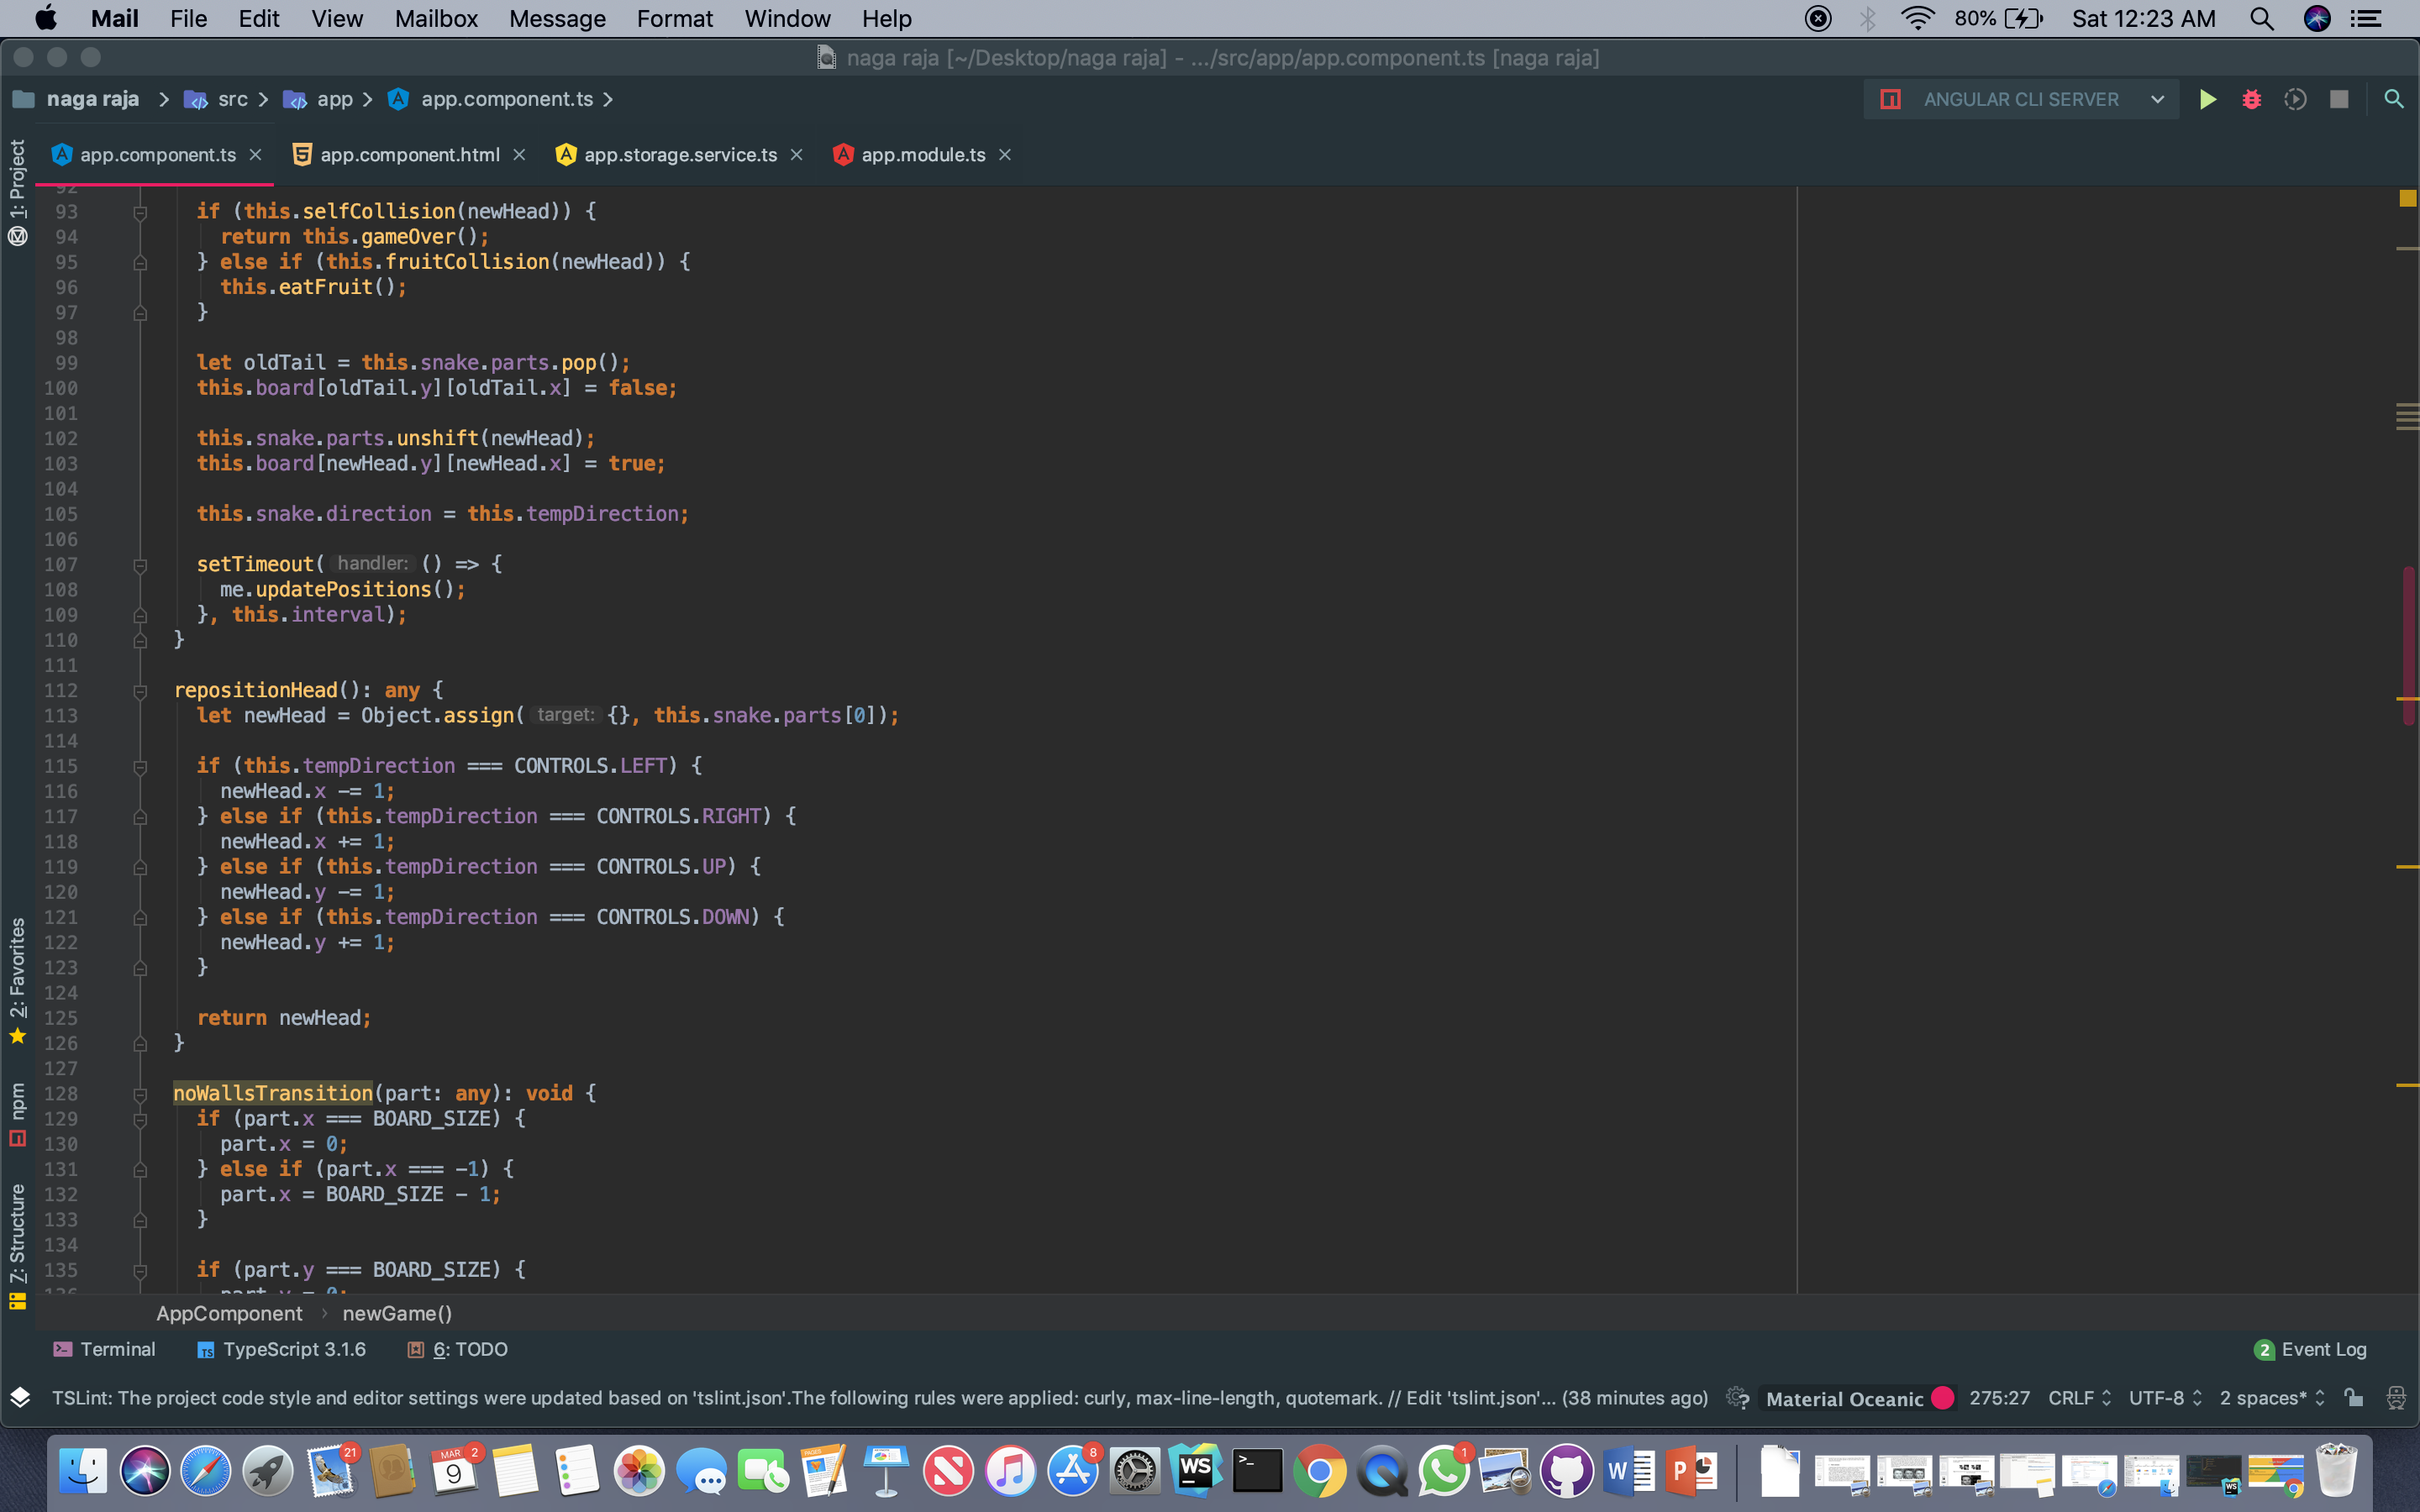 Mail File Edit View Mailbox Message Format Window Help 80% Sat 12:23 AM
naga raja [~/Desktop/naga raja] - .../src/app/app.component.ts [naga raja]
naga raja src app app.component.ts ANGULAR CLI SERVER
app.component.ts app.component.html app.storage.service.ts app.module.ts
1: Project
2: Favorites
npm
7: Structure
92
93 if (this.selfCollision(newHead)) {
94 return this.gameOver();
95 } else if (this.fruitCollision(newHead)) {
96 this.eatFruit();
97 }
98
99 let oldTail = this.snake.parts.pop();
100 this.board[oldTail.y][oldTail.x] = false;
101
102 this.snake.parts.unshift(newHead);
103 this.board[newHead.y][newHead.x] = true;
104
105 this.snake.direction = this.tempDirection;
106
107 setTimeout( handler: () => {
108 me.updatePositions();
109 }, this.interval);
110 }
111
112 repositionHead(): any {
113 let newHead = Object.assign( target: {}, this.snake.parts[0]);
114
115 if (this.tempDirection === CONTROLS.LEFT) {
116 newHead.x -= 1;
117 } else if (this.tempDirection === CONTROLS.RIGHT) {
118 newHead.x += 1;
119 } else if (this.tempDirection === CONTROLS.UP) {
120 newHead.y -= 1;
121 } else if (this.tempDirection === CONTROLS.DOWN) {
122 newHead.y += 1;
123 }
124
125 return newHead;
126 }
127
128 noWallsTransition(part: any): void {
129 if (part.x === BOARD_SIZE) {
130 part.x = 0;
131 } else if (part.x === -1) {
132 part.x = BOARD_SIZE - 1;
133 }
134
135 if (part.y === BOARD_SIZE) {
136 part.y = 0;
AppComponent newGame()
Terminal TypeScript 3.1.6 6: TODO 2 Event Log
TSLint: The project code style and editor settings were updated based on 'tslint.json'.The following rules were applied: curly, max-line-length, quotemark. // Edit 'tslint.json'... (38 minutes ago) Material Oceanic 275:27 CRLF UTF-8 2 spaces*
21 MAR 9 2 PAGES 8 WS >_ 1 W P